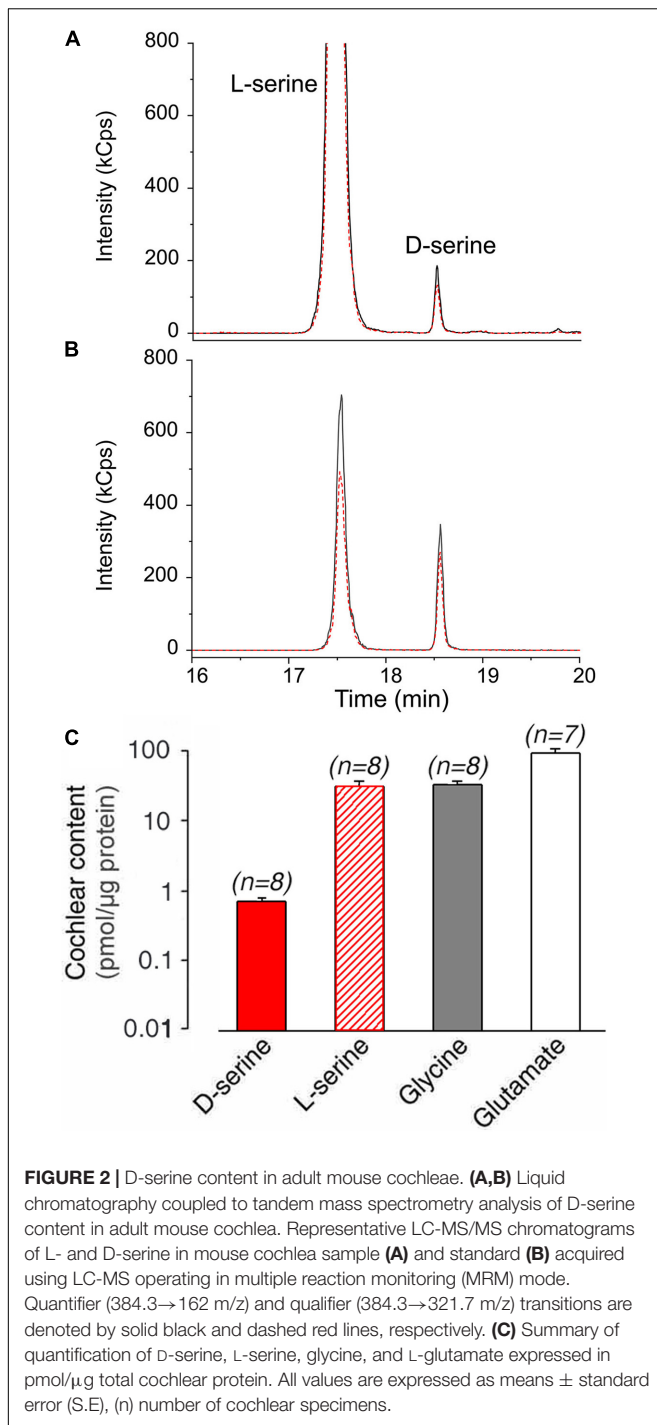 A
800
600
400
200
0
Intensity (kCps)
L-serine
D-serine
B
800
600
400
200
0
Intensity (kCps)
16 17 18 19 20
Time (min)
C
100
10
1
0.1
0.01
Cochlear content
(pmol/µg protein)
(n=8)
(n=8)
(n=8)
(n=7)
D-serine
L-serine
Glycine
Glutamate
FIGURE 2 | D-serine content in adult mouse cochleae. (A,B) Liquid
chromatography coupled to tandem mass spectrometry analysis of D-serine
content in adult mouse cochlea. Representative LC-MS/MS chromatograms
of L- and D-serine in mouse cochlea sample (A) and standard (B) acquired
using LC-MS operating in multiple reaction monitoring (MRM) mode.
Quantifier (384.3→162 m/z) and qualifier (384.3→321.7 m/z) transitions are
denoted by solid black and dashed red lines, respectively. (C) Summary of
quantification of D-serine, L-serine, glycine, and L-glutamate expressed in
pmol/µg total cochlear protein. All values are expressed as means ± standard
error (S.E), (n) number of cochlear specimens.